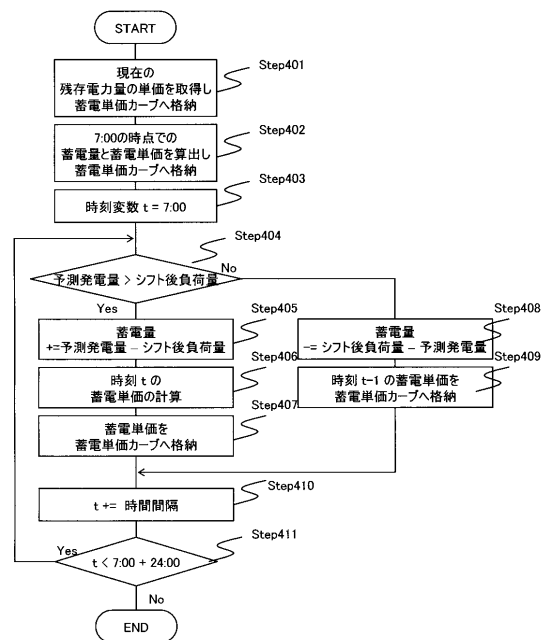 START
Step401
現在の
残存電力量の単価を取得し
蓄電単価カーブへ格納
Step402
7:00の時点での
蓄電量と蓄電単価を算出し
蓄電単価カーブへ格納
Step403
時刻変数 t = 7:00
Step404
予測発電量 > シフト後負荷量
No
Yes
Step405
蓄電量
+=予測発電量 – シフト後負荷量
Step408
蓄電量
-= シフト後負荷量 – 予測発電量
Step406
時刻 t の
蓄電単価の計算
Step409
時刻 t-1 の蓄電単価を
蓄電単価カーブへ格納
Step407
蓄電単価を
蓄電単価カーブへ格納
Step410
t += 時間間隔
Step411
Yes
t < 7:00 + 24:00
No
END